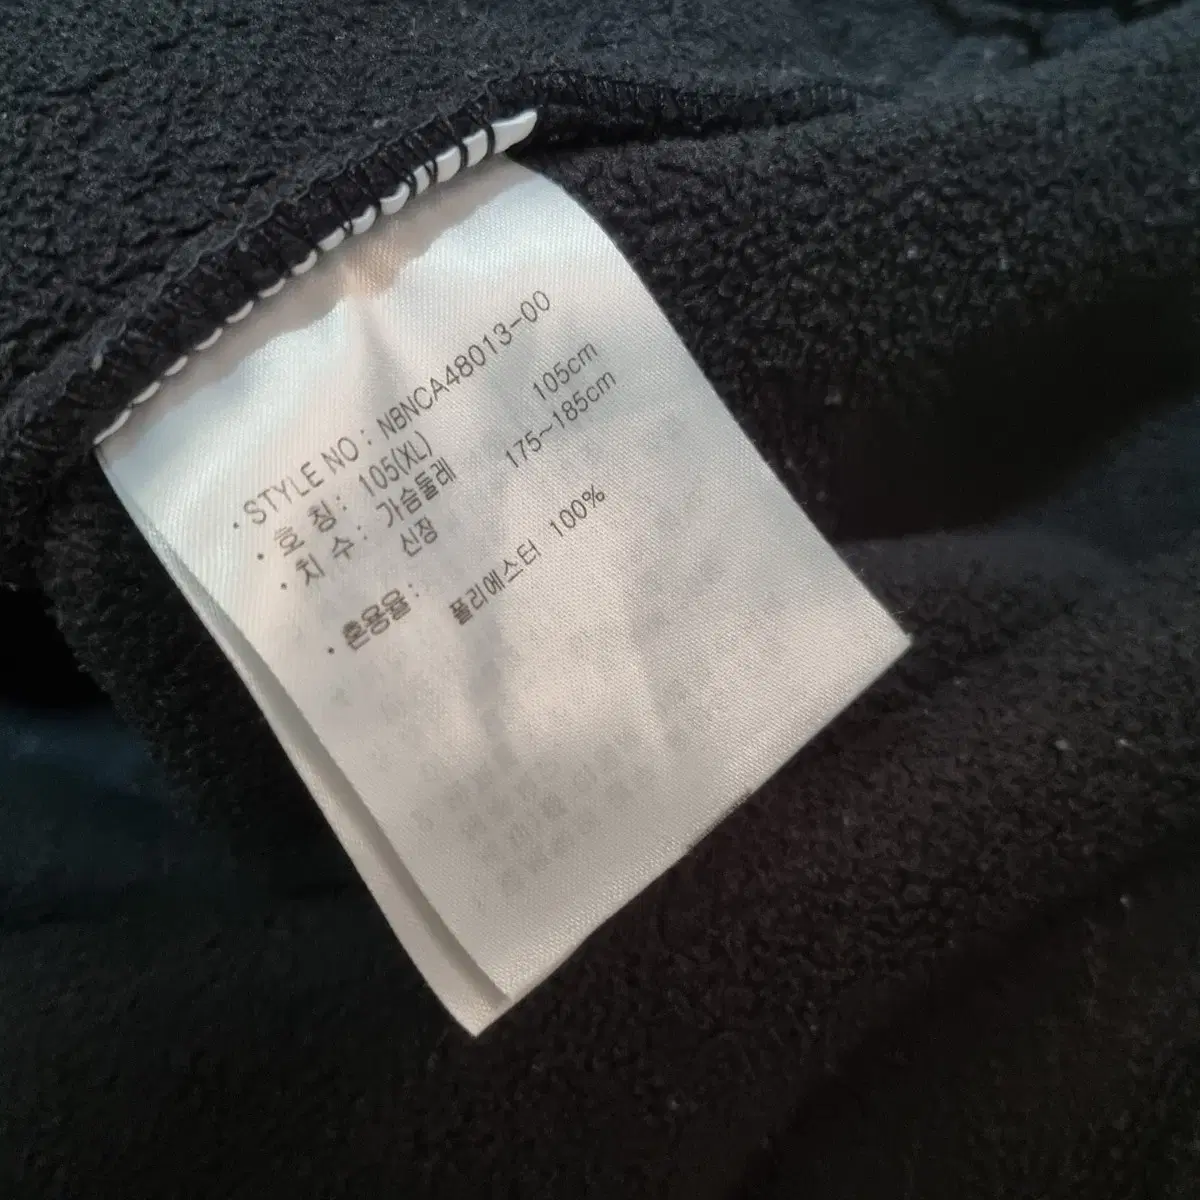 · STYLE NO : NBNCA48013-00
· 호 칭 : 105(XL)
· 치 수 : 가슴둘레 105cm
신장 175~185cm
· 혼용율 :
폴리에스터 100%